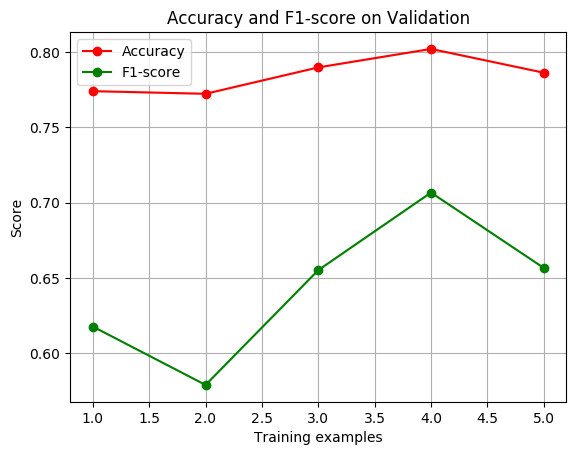 Accuracy and F1-score on Validation
Accuracy
F1-score
0.80
0.75
0.70
0.65
0.60
Score
1.0 1.5 2.0 2.5 3.0 3.5 4.0 4.5 5.0
Training examples